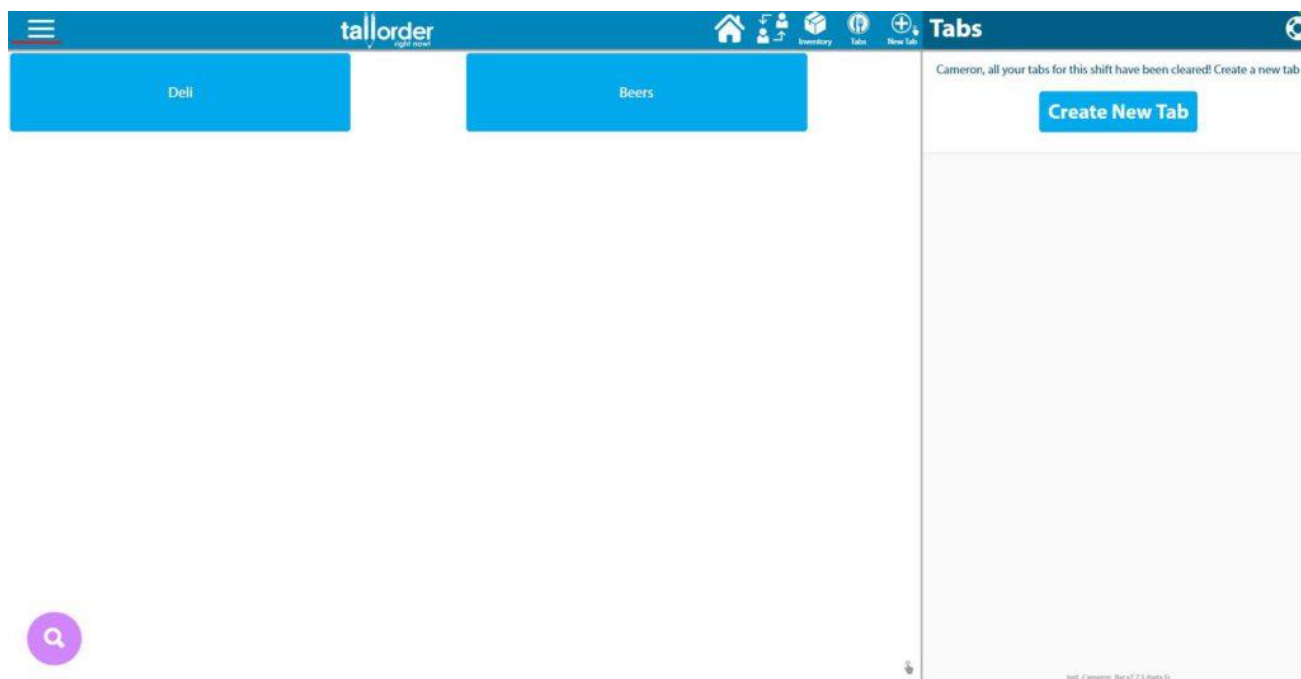 tallorder
right now!
Inventory
Tabs
New Tab
Tabs
Deli
Beers
Cameron, all your tabs for this shift have been cleared! Create a new tab
Create New Tab